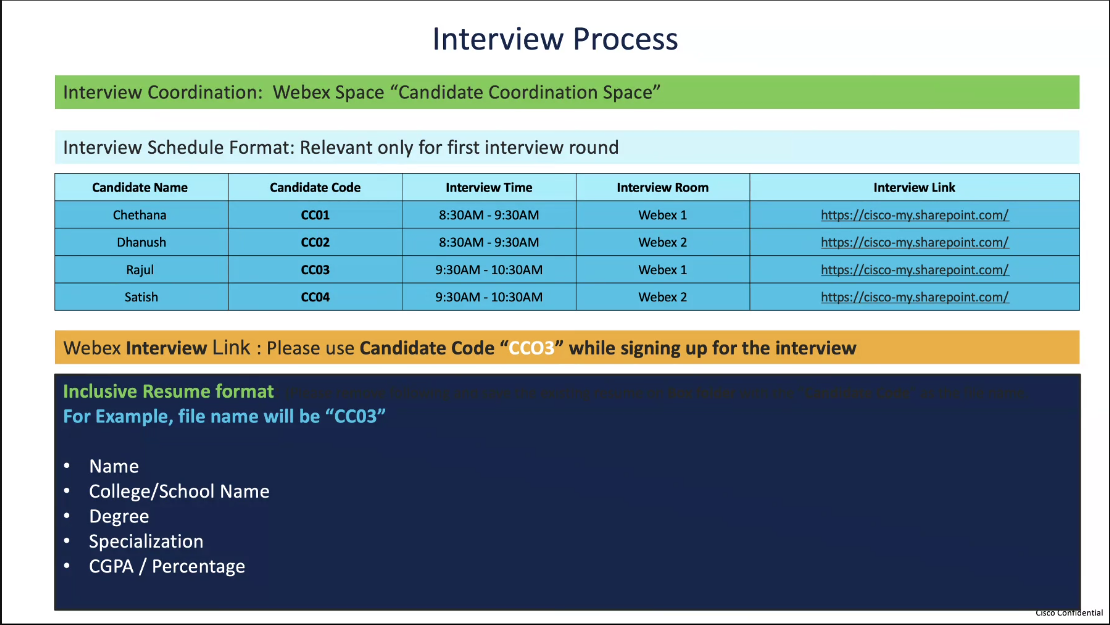 Interview Process
Interview Coordination: Webex Space “Candidate Coordination Space”
Interview Schedule Format: Relevant only for first interview round
Candidate Name Candidate Code Interview Time Interview Room Interview Link
Chethana CC01 8:30AM - 9:30AM Webex 1 https://cisco-my.sharepoint.com/
Dhanush CC02 8:30AM - 9:30AM Webex 2 https://cisco-my.sharepoint.com/
Rajul CC03 9:30AM - 10:30AM Webex 1 https://cisco-my.sharepoint.com/
Satish CC04 9:30AM - 10:30AM Webex 2 https://cisco-my.sharepoint.com/
Webex Interview Link : Please use Candidate Code “CCO3” while signing up for the interview
Inclusive Resume format
For Example, file name will be “CC03”
• Name
• College/School Name
• Degree
• Specialization
• CGPA / Percentage
Cisco Confidential